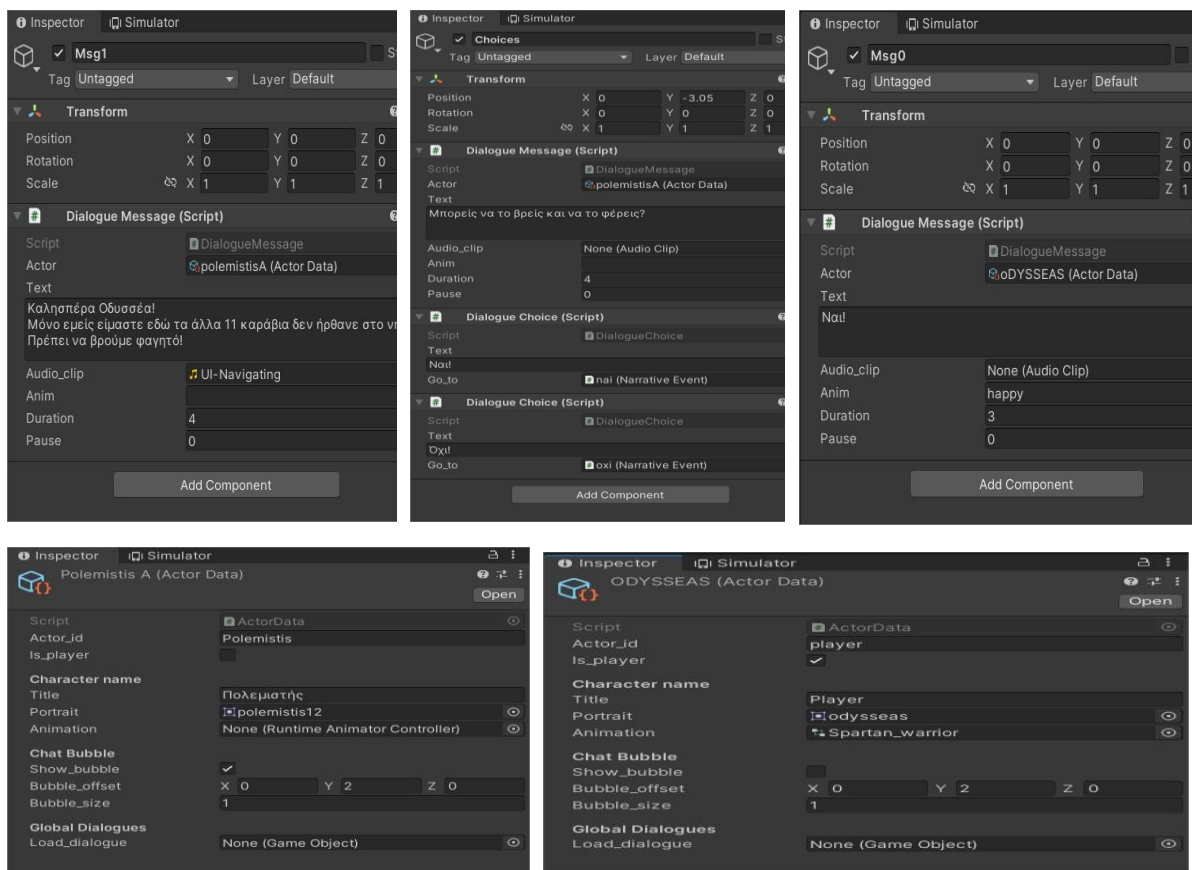 Inspector Simulator
Msg1
Tag Untagged Layer Default
Transform
Position X 0 Y 0 Z 0
Rotation X 0 Y 0 Z 0
Scale X 1 Y 1 Z 1
# Dialogue Message (Script)
Script DialogueMessage
Actor polemistisA (Actor Data)
Text
Καλησπέρα Οδυσσέα!
Μόνο εμείς είμαστε εδώ τα άλλα 11 καράβια δεν ήρθανε στο
Πρέπει να βρούμε φαγητό!
Audio_clip UI-Navigating
Anim
Duration 4
Pause 0
Add Component
Inspector Simulator
Choices
Tag Untagged Layer Default
Transform
Position X 0 Y -3.05 Z 0
Rotation X 0 Y 0 Z 0
Scale X 1 Y 1 Z 1
# Dialogue Message (Script)
Script DialogueMessage
Actor polemistisA (Actor Data)
Text
Μπορείς να το βρείς και να το φέρεις?
Audio_clip None (Audio Clip)
Anim
Duration 4
Pause 0
# Dialogue Choice (Script)
Script DialogueChoice
Text
Ναι!
Go_to nai (Narrative Event)
# Dialogue Choice (Script)
Script DialogueChoice
Text
Όχι!
Go_to oxi (Narrative Event)
Add Component
Inspector Simulator
Msg0
Tag Untagged Layer Default
Transform
Position X 0 Y 0 Z 0
Rotation X 0 Y 0 Z 0
Scale X 1 Y 1 Z 1
# Dialogue Message (Script)
Script DialogueMessage
Actor oDYSSEAS (Actor Data)
Text
Ναι!
Audio_clip None (Audio Clip)
Anim happy
Duration 3
Pause 0
Add Component
Inspector Simulator
Polemistis A (Actor Data)
Open
Script ActorData
Actor_id Polemistis
Is_player
Character name
Title Πολεμιστής
Portrait polemistis12
Animation None (Runtime Animator Controller)
Chat Bubble
Show_bubble
Bubble_offset X 0 Y 2 Z 0
Bubble_size 1
Global Dialogues
Load_dialogue None (Game Object)
Inspector Simulator
ODYSSEAS (Actor Data)
Open
Script ActorData
Actor_id player
Is_player
Character name
Title Player
Portrait odysseas
Animation Spartan_warrior
Chat Bubble
Show_bubble
Bubble_offset X 0 Y 2 Z 0
Bubble_size 1
Global Dialogues
Load_dialogue None (Game Object)